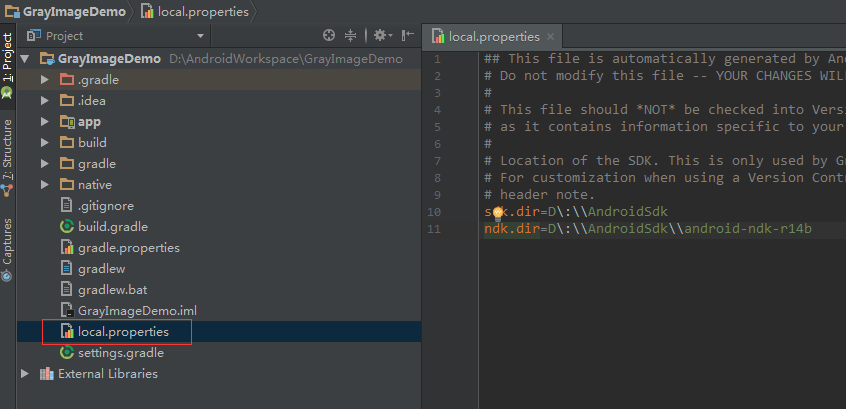 GrayImageDemo local.properties
Project
local.properties
1: Project
7: Structure
Captures
GrayImageDemo D:\AndroidWorkspace\GrayImageDemo
.gradle
.idea
app
build
gradle
native
.gitignore
build.gradle
gradle.properties
gradlew
gradlew.bat
GrayImageDemo.iml
local.properties
settings.gradle
External Libraries
1 ## This file is automatically generated by And
2 # Do not modify this file -- YOUR CHANGES WILL
3 #
4 # This file should *NOT* be checked into Versi
5 # as it contains information specific to your
6 #
7 # Location of the SDK. This is only used by Gr
8 # For customization when using a Version Contr
9 # header note.
10 sdk.dir=D\:\\AndroidSdk
11 ndk.dir=D\:\\AndroidSdk\\android-ndk-r14b